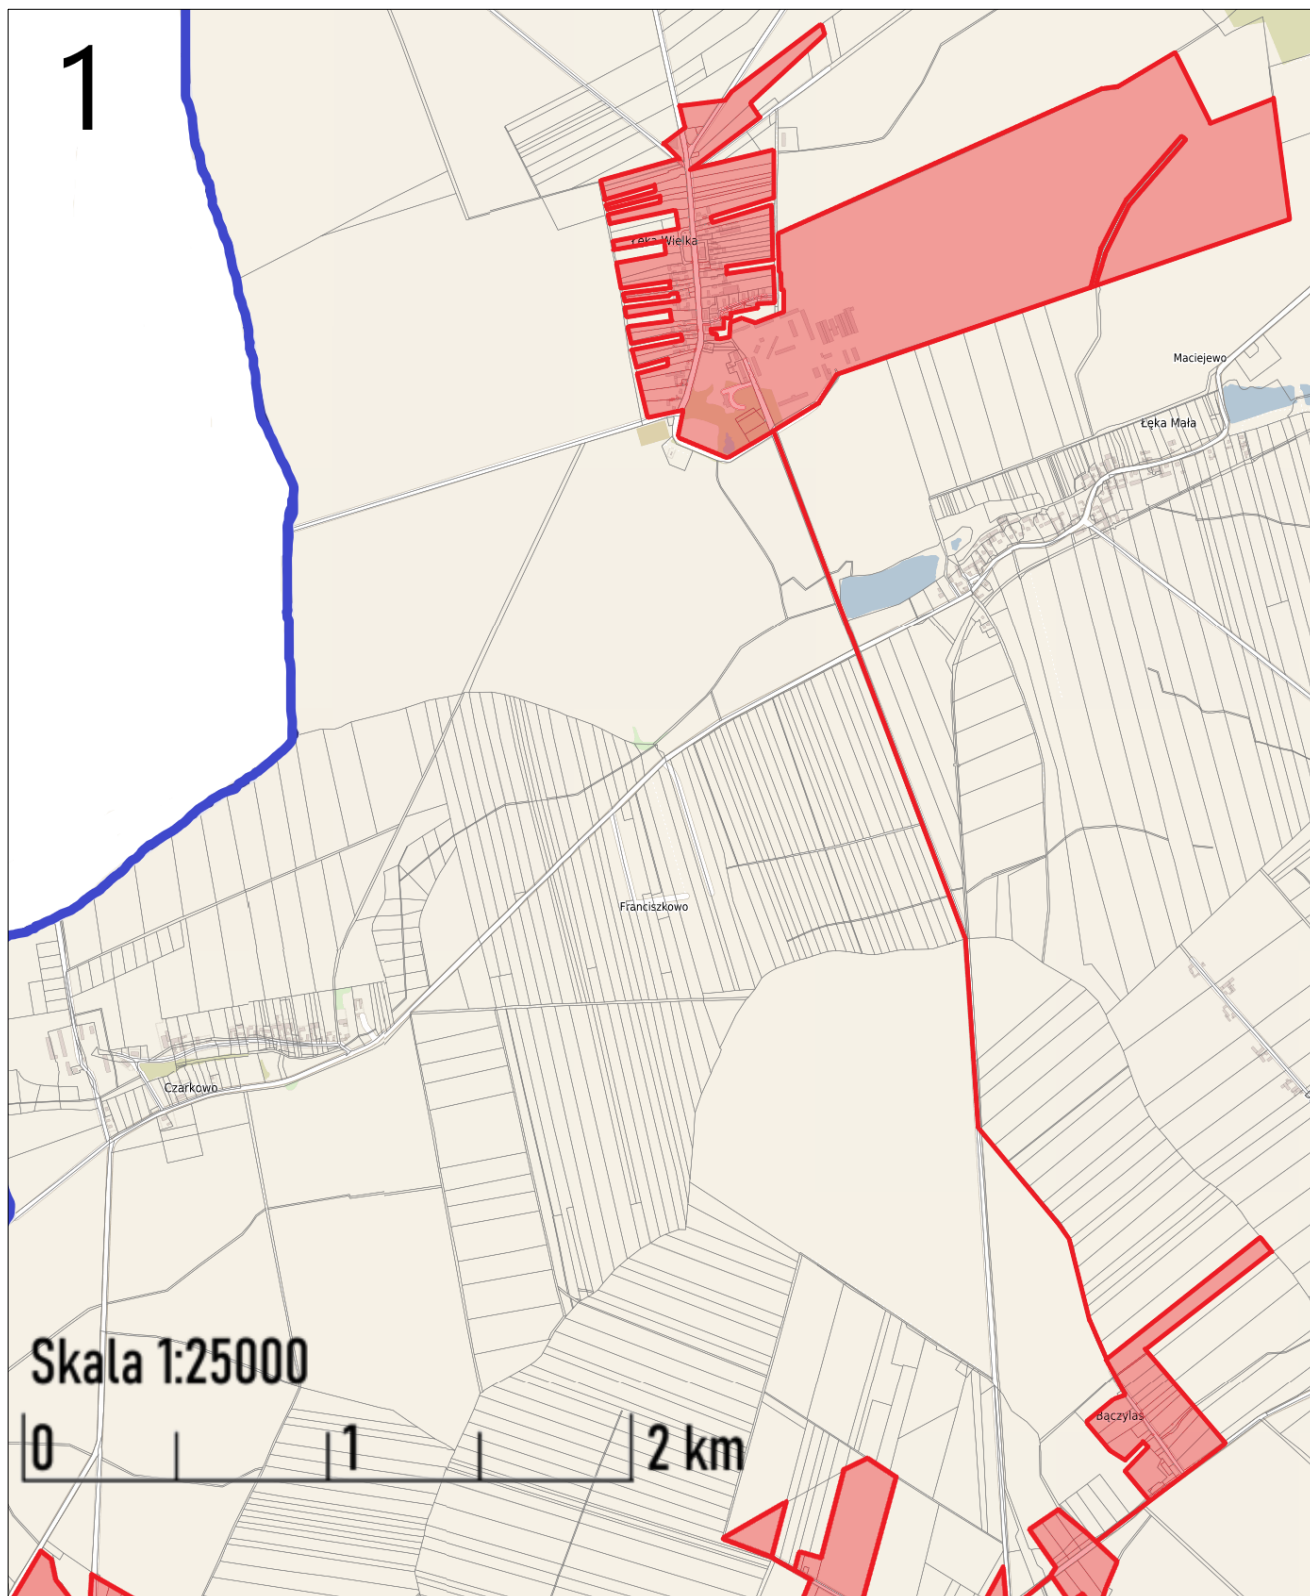 1
Łęka Wielka
Maciejewo
Łęka Mała
Franciszkowo
Czarkowo
Skala 1:25000
0 1 2 km
Bączylas